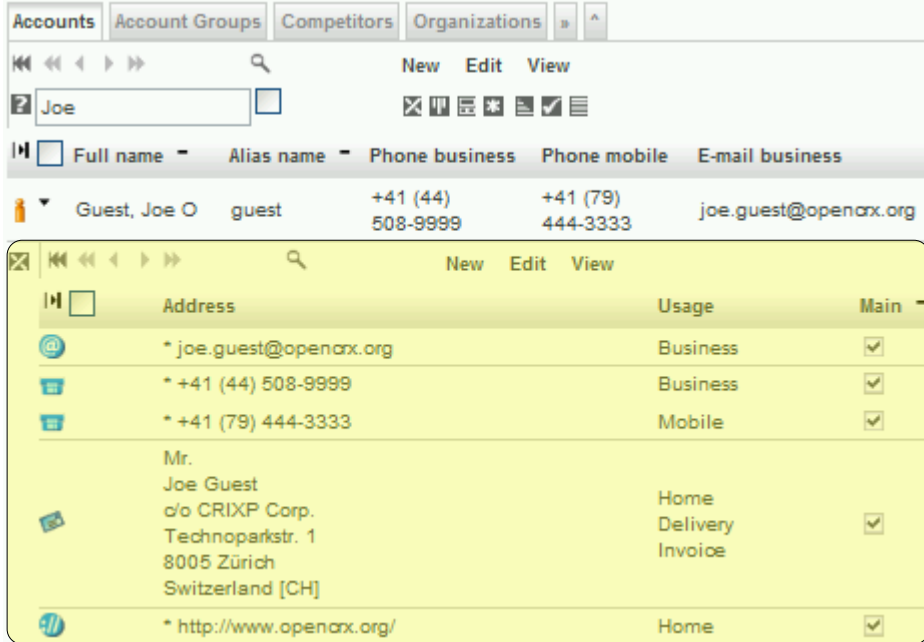 Accounts Account Groups Competitors Organizations » ^
New Edit View
? Joe
Full name Alias name Phone business Phone mobile E-mail business
+41 (44) +41 (79)
Guest, Joe O guest joe.guest@opencrx.org
508-9999 444-3333
New Edit View
Address Usage Main
* joe.guest@opencrx.org Business
* +41 (44) 508-9999 Business
* +41 (79) 444-3333 Mobile
Mr.
Joe Guest
c/o CRIXP Corp. Home
Technoparkstr. 1 Delivery
8005 Zürich Invoice
Switzerland [CH]
* http://www.opencrx.org/ Home